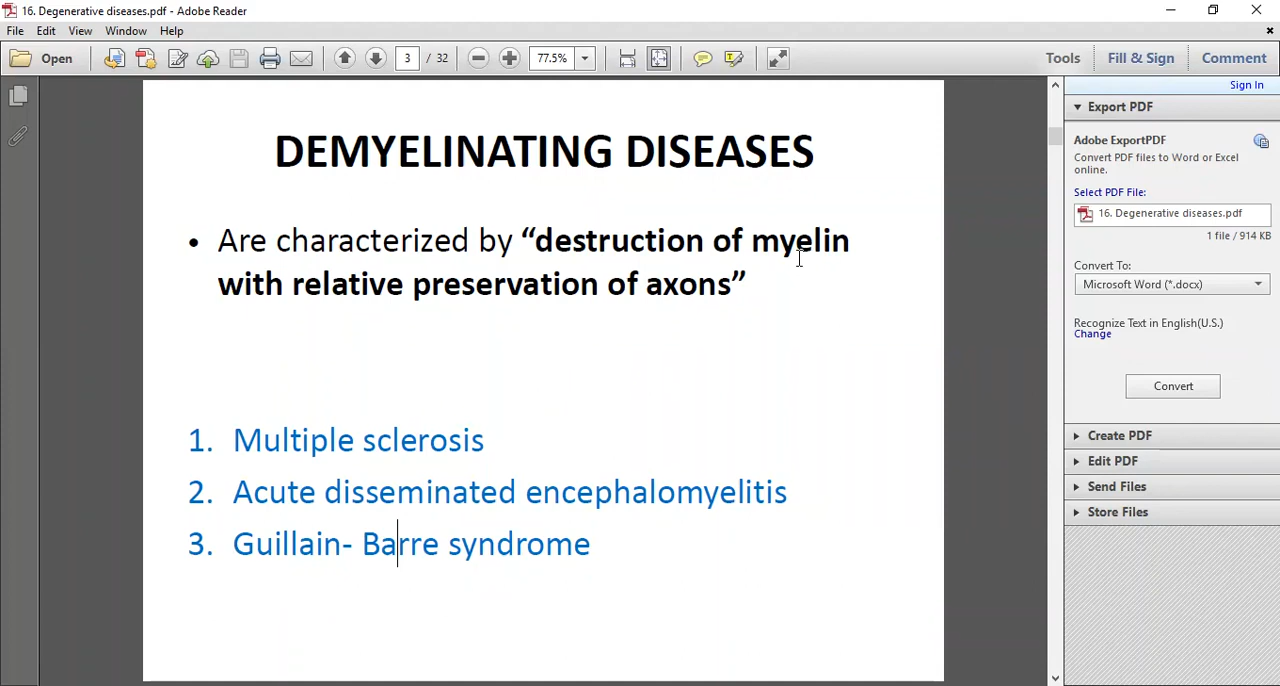 16. Degenerative diseases.pdf - Adobe Reader
File Edit View Window Help
Open 3 / 32 77.5% Tools Fill & Sign Comment
Sign In
Export PDF
Adobe ExportPDF
Convert PDF files to Word or Excel
online.
Select PDF File:
16. Degenerative diseases.pdf
1 file / 914 KB
Convert To:
Microsoft Word (*.docx)
Recognize Text in English(U.S.)
Change
Convert
Create PDF
Edit PDF
Send Files
Store Files
DEMYELINATING DISEASES
• Are characterized by “destruction of myelin
with relative preservation of axons”
1. Multiple sclerosis
2. Acute disseminated encephalomyelitis
3. Guillain- Barre syndrome